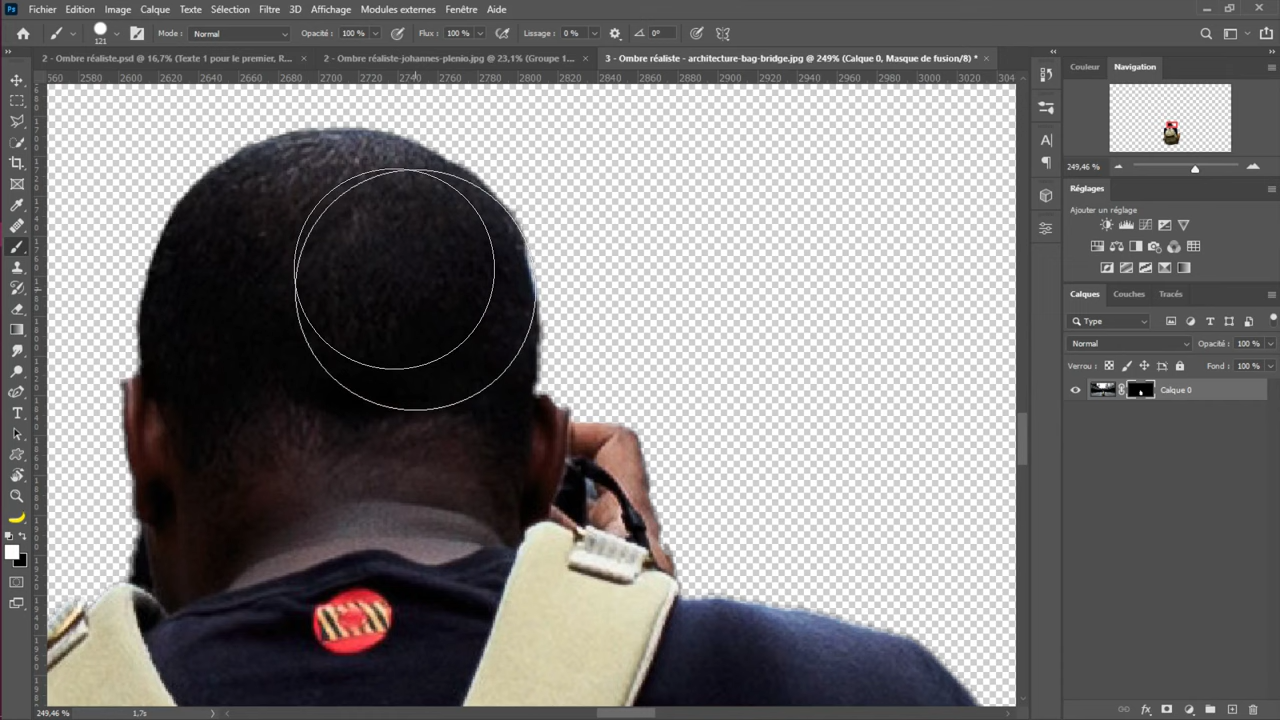 Ps Fichier Edition Image Calque Texte Sélection Filtre 3D Affichage Modules externes Fenêtre Aide
121 Mode : Normal Opacité : 100 % Flux : 100 % Lissage : 0 % 0°
2 - Ombre réaliste.psd @ 16,7% (Texte 1 pour le premier, R... × 2 - Ombre réaliste-johannes-plenio.jpg @ 23,1% (Groupe 1... × 3 - Ombre réaliste - architecture-bag-bridge.jpg @ 249% (Calque 0, Masque de fusion/8) * ×
560 2580 2600 2620 2640 2660 2680 2700 2720 2740 2760 2780 2800 2820 2840 2860 2880 2900 2920 2940 2960 2980 3000 3020 304
Couleur Navigation
249,46 %
Réglages
Ajouter un réglage
Calques Couches Tracés
Type
Normal Opacité : 100 %
Verrou : Fond : 100 %
Calque 0
249,46 % 1,7s